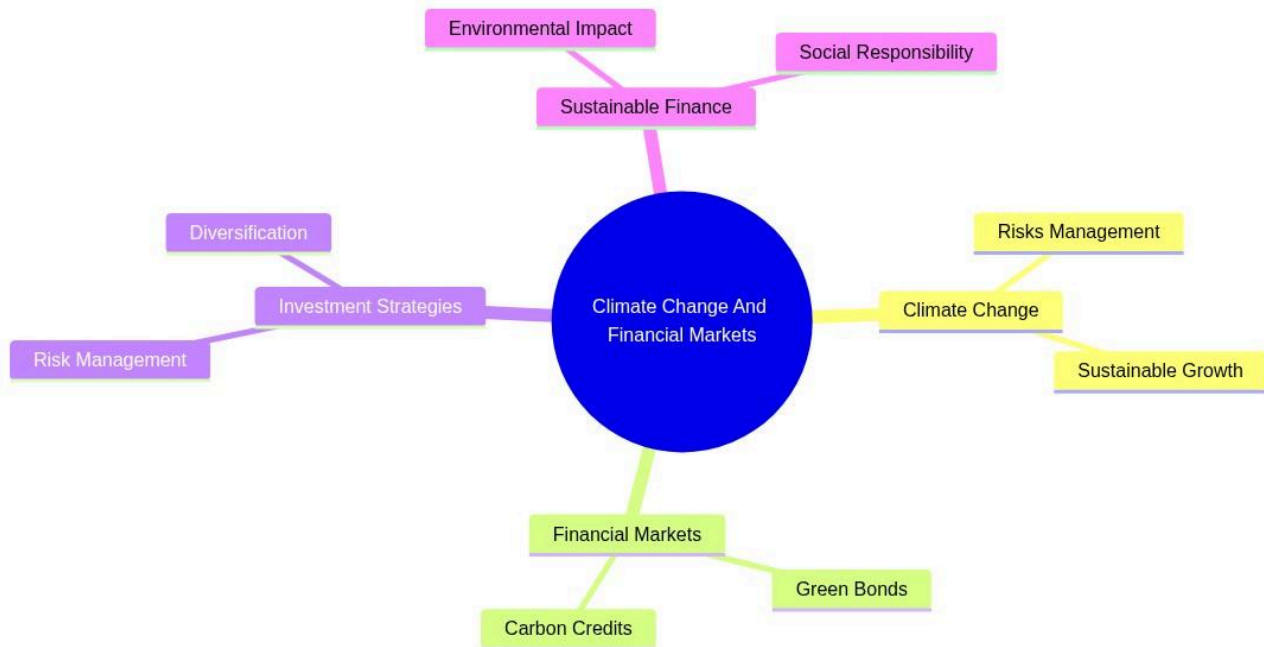 Environmental Impact
Social Responsibility
Sustainable Finance
Diversification
Risks Management
Investment Strategies
Climate Change And
Financial Markets
Climate Change
Risk Management
Sustainable Growth
Financial Markets
Green Bonds
Carbon Credits